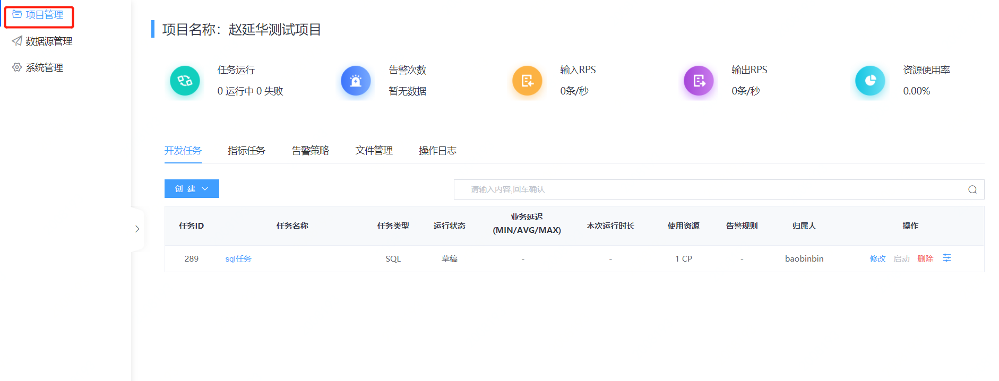 项目管理
数据源管理
系统管理
项目名称：赵延华测试项目
任务运行
0 运行中 0 失败
告警次数
暂无数据
输入RPS
0条/秒
输出RPS
0条/秒
资源使用率
0.00%
开发任务 指标任务 告警策略 文件管理 操作日志
创 建
请输入内容,回车确认
任务ID 任务名称 任务类型 运行状态 业务延迟 (MIN/AVG/MAX) 本次运行时长 使用资源 告警规则 归属人 操作
289 sql任务 SQL 草稿 - - 1 CP - baobinbin 修改 启动 删除